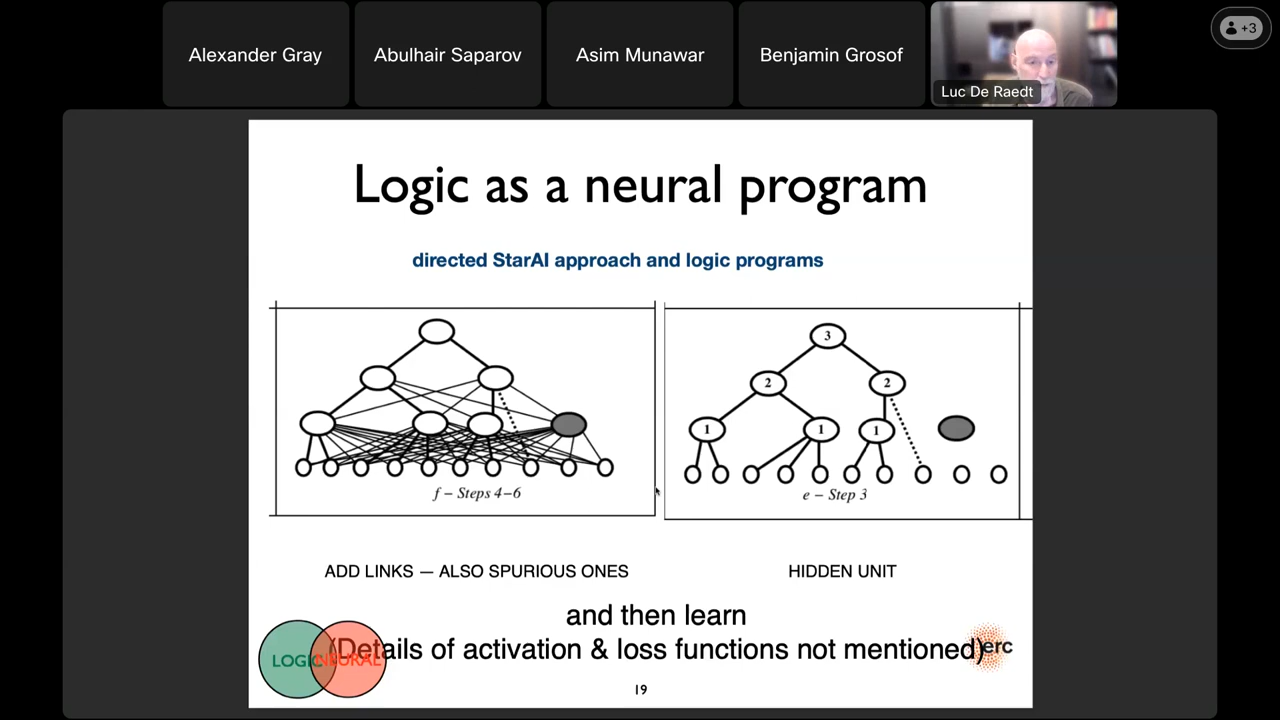 Alexander Gray
Abulhair Saparov
Asim Munawar
Benjamin Grosof
Luc De Raedt
+3
Logic as a neural program
directed StarAI approach and logic programs
f – Steps 4–6
3
2
2
1
1
1
e – Step 3
ADD LINKS — ALSO SPURIOUS ONES
HIDDEN UNIT
and then learn
(Details of activation & loss functions not mentioned)
LOGIC
NEURAL
erc
19